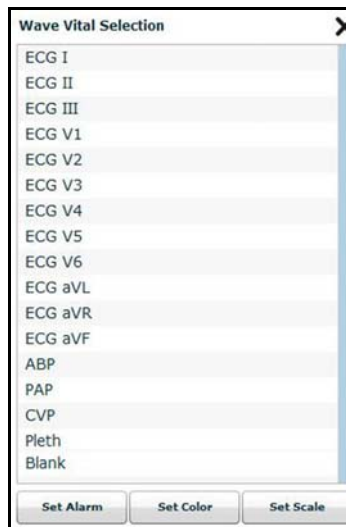 Wave Vital Selection
ECG I
ECG II
ECG III
ECG V1
ECG V2
ECG V3
ECG V4
ECG V5
ECG V6
ECG aVL
ECG aVR
ECG aVF
ABP
PAP
CVP
Pleth
Blank
Set Alarm Set Color Set Scale